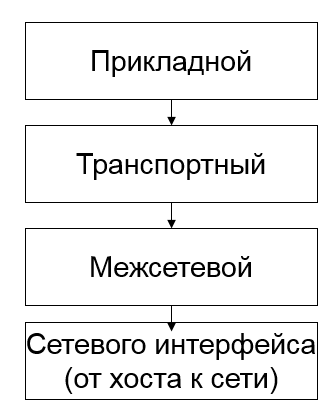 Прикладной
Транспортный
Межсетевой
Сетевого интерфейса
(от хоста к сети)